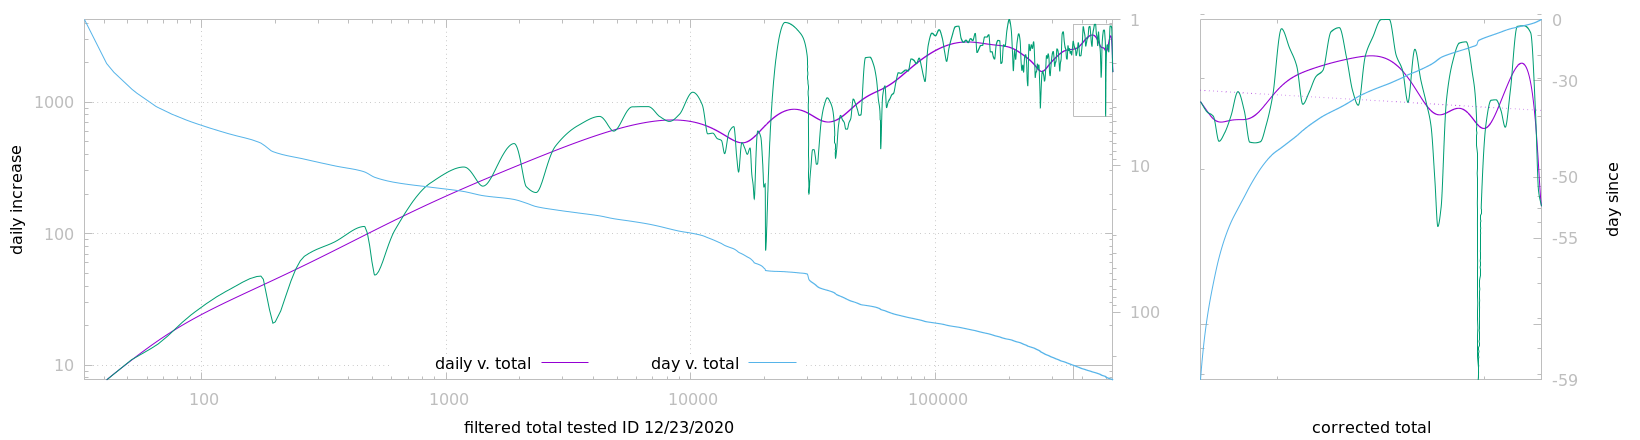 1000
100
10
daily increase
100
1000
10000
100000
filtered total tested ID 12/23/2020
daily v. total
day v. total
1
10
100
0
-30
-50
-55
-59
day since
corrected total